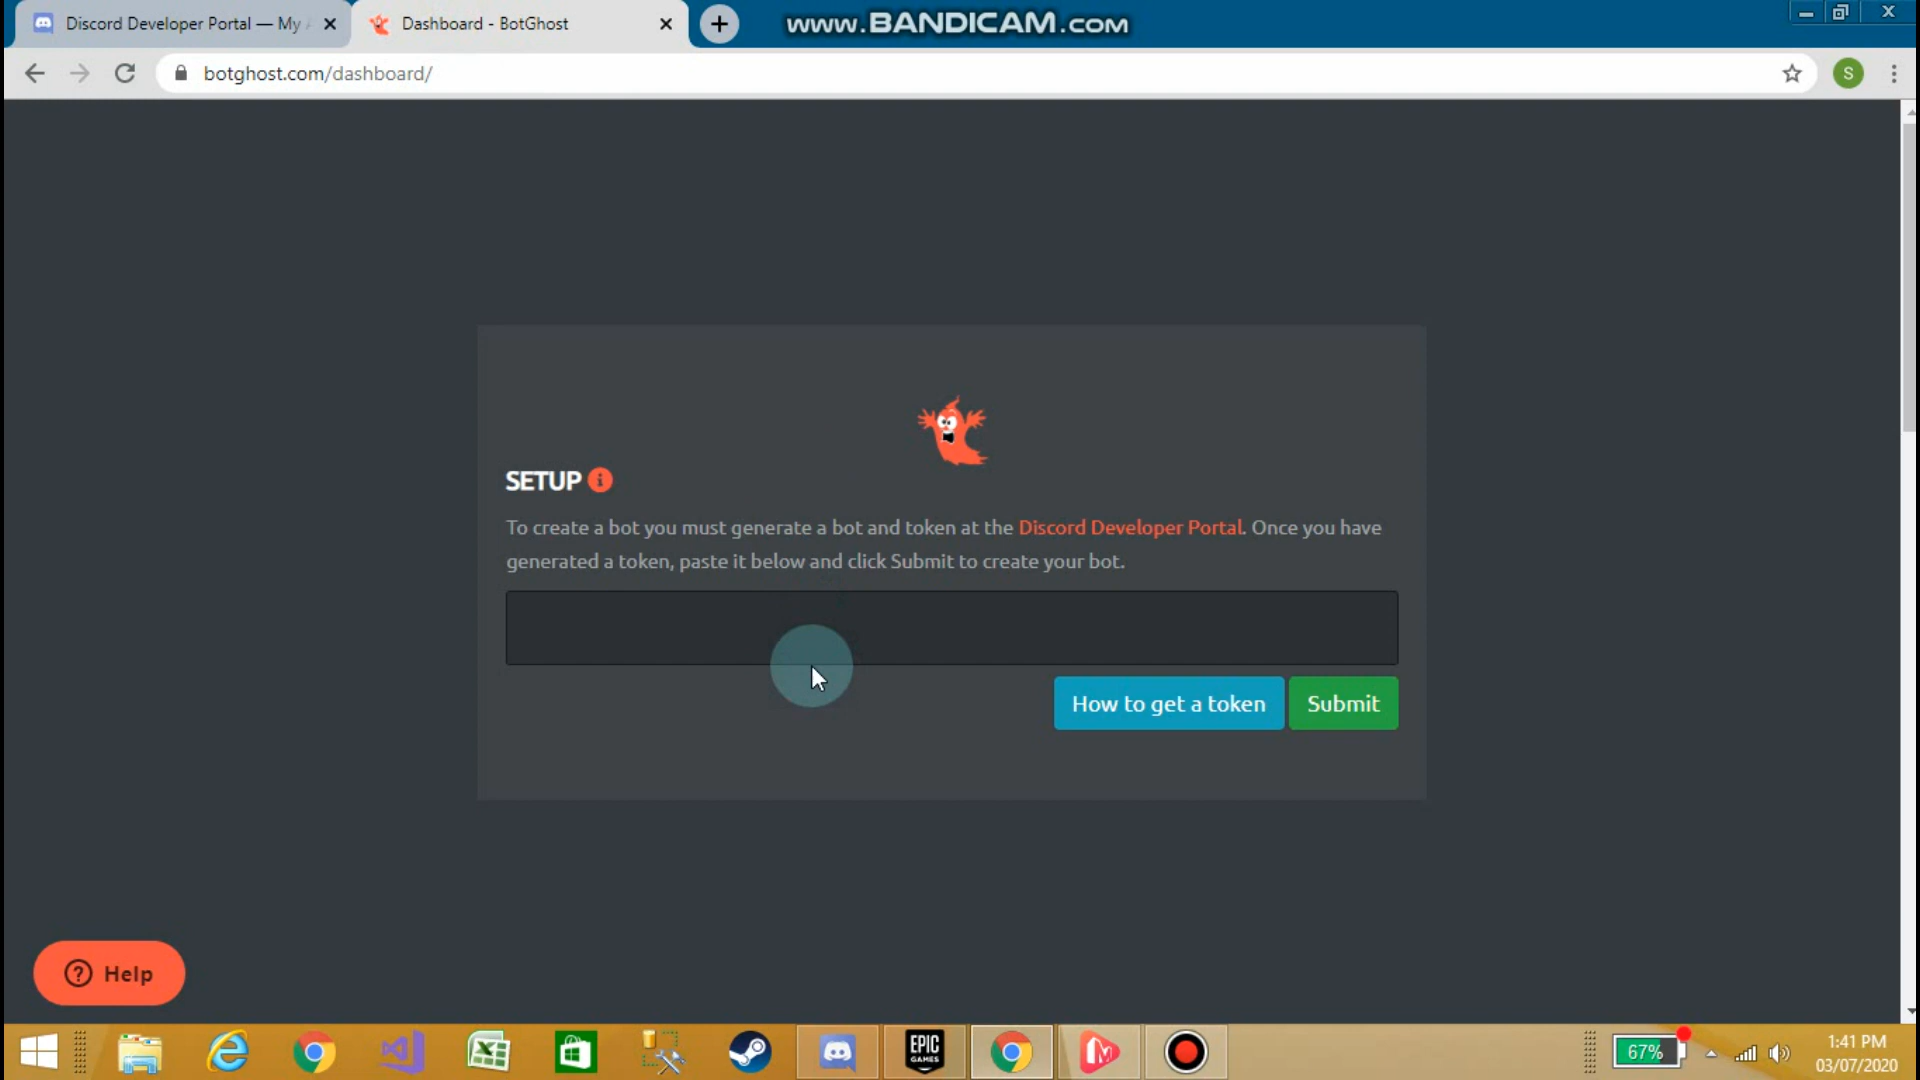 Discord Developer Portal — My A
Dashboard - BotGhost
www.BANDICAM.com
botghost.com/dashboard/
S
SETUP
To create a bot you must generate a bot and token at the Discord Developer Portal. Once you have
generated a token, paste it below and click Submit to create your bot.
How to get a token
Submit
Help
EPIC
GAMES
67%
1:41 PM
03/07/2020